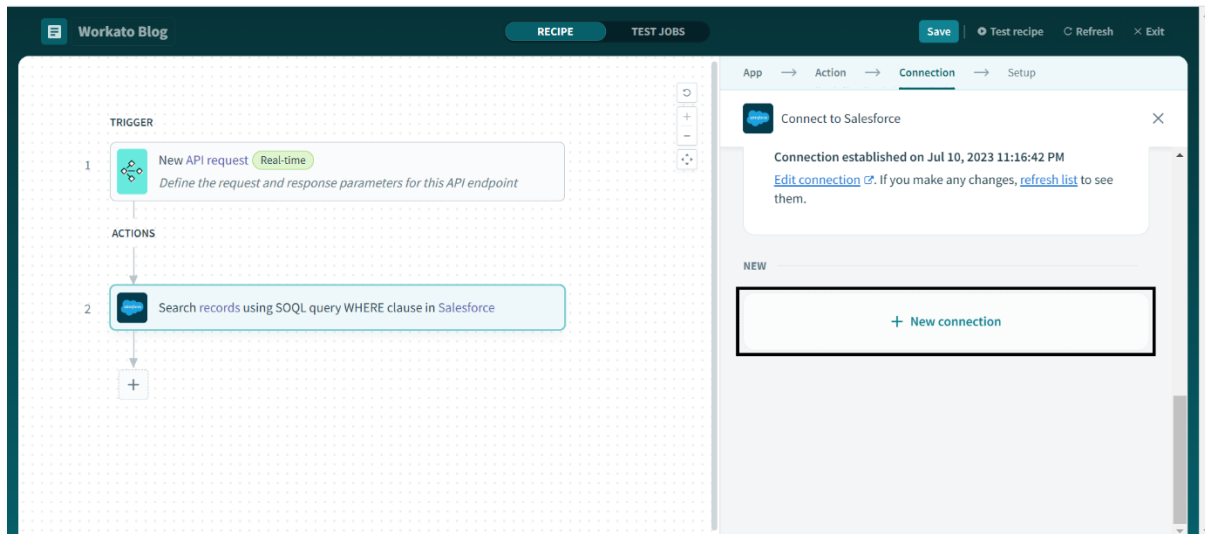 Workato Blog
RECIPE
TEST JOBS
Save
Test recipe
Refresh
Exit
TRIGGER
1
New API request Real-time
Define the request and response parameters for this API endpoint
ACTIONS
2
Search records using SOQL query WHERE clause in Salesforce
App → Action → Connection → Setup
Connect to Salesforce
Connection established on Jul 10, 2023 11:16:42 PM
Edit connection. If you make any changes, refresh list to see
them.
NEW
+ New connection